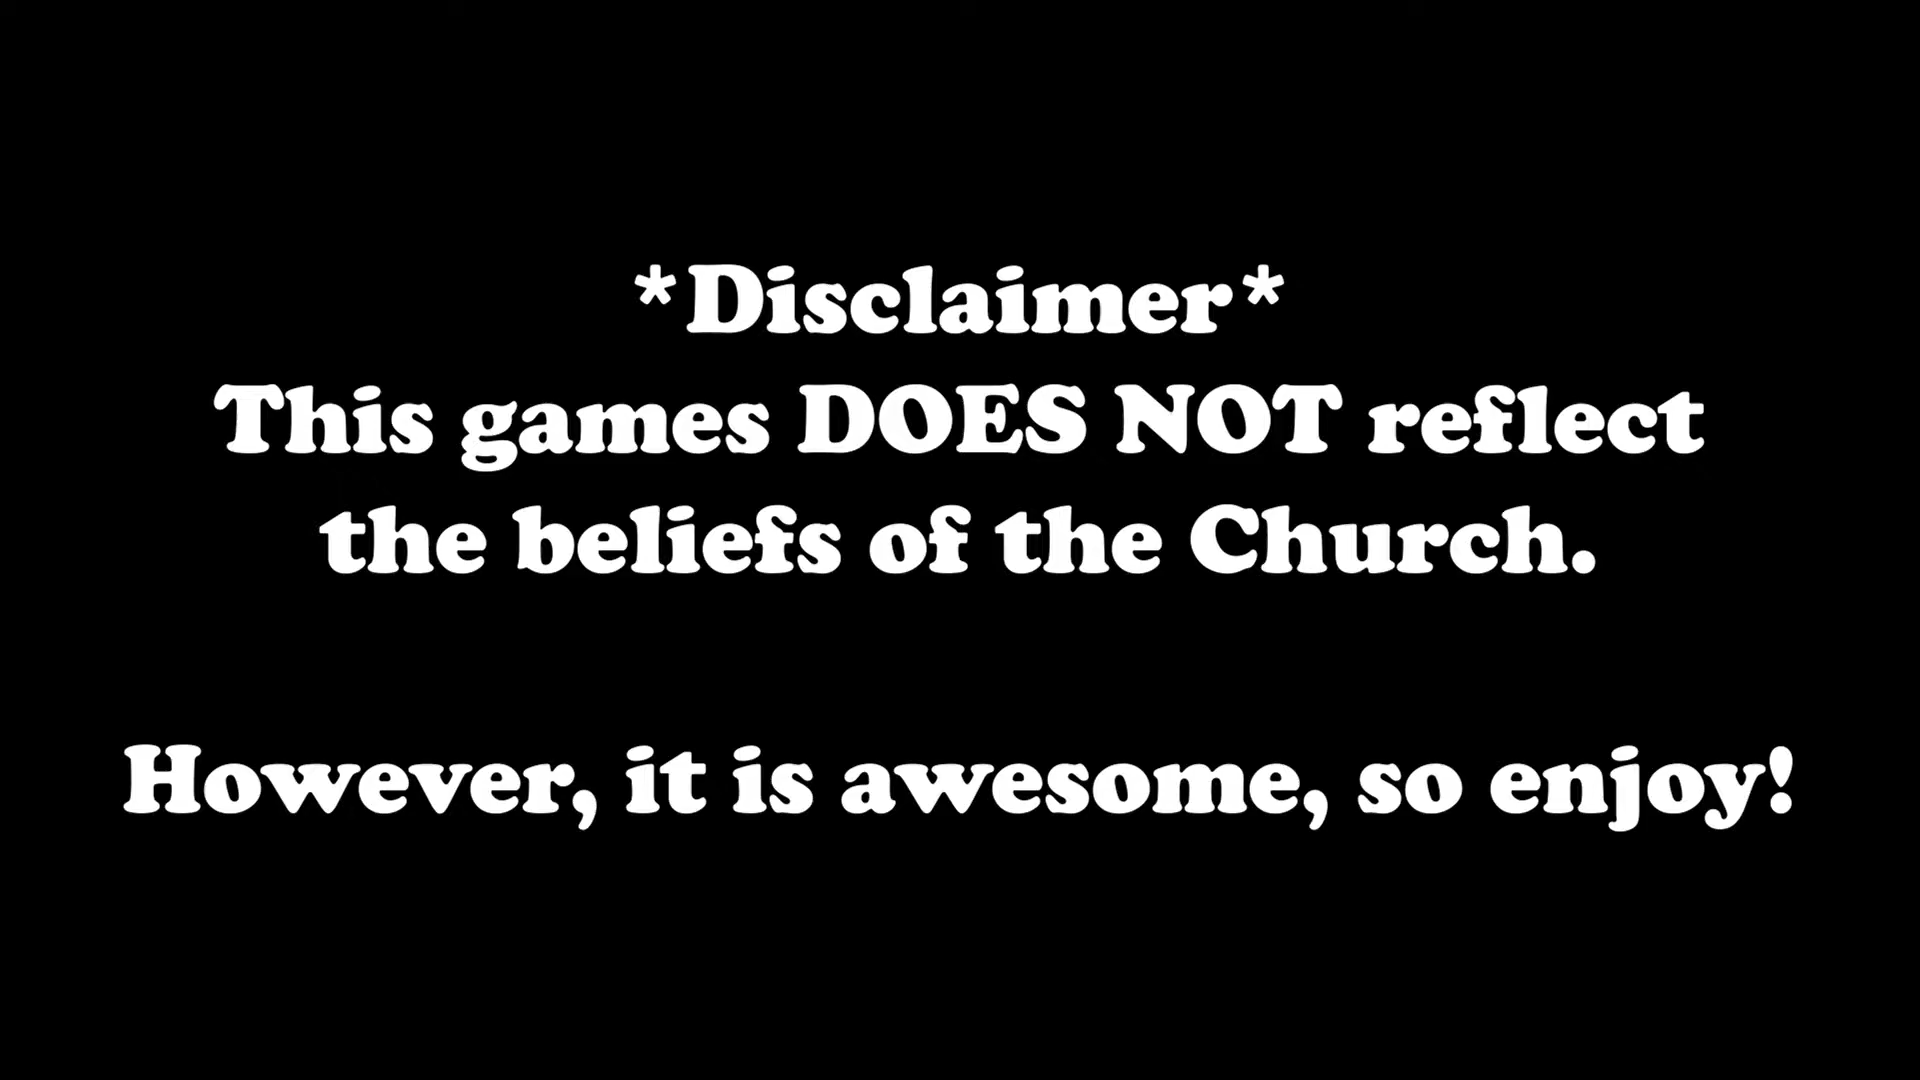 *Disclaimer*
This games DOES NOT reflect
the beliefs of the Church.
However, it is awesome, so enjoy!